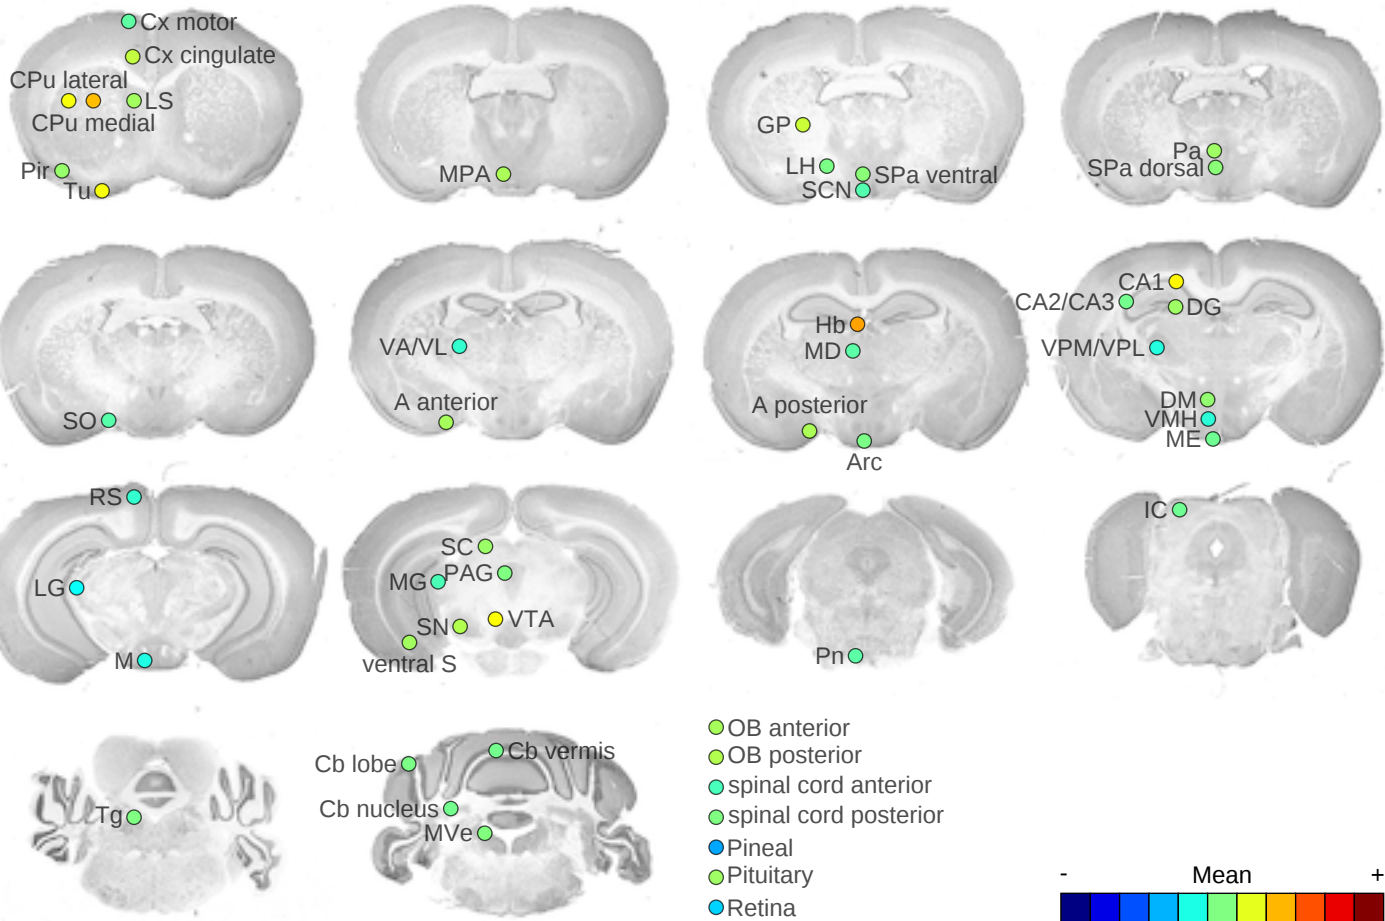 Cx motor
Cx cingulate
CPu lateral
LS
CPu medial
Pir
Tu
MPA
GP
LH
SPa ventral
SCN
Pa
SPa dorsal
SO
VA/VL
A anterior
Hb
MD
A posterior
Arc
CA1
CA2/CA3
DG
VPM/VPL
DM
VMH
ME
RS
LG
M
SC
MG
PAG
SN
VTA
ventral S
Pn
IC
Tg
Cb lobe
Cb vermis
Cb nucleus
MVe
OB anterior
OB posterior
spinal cord anterior
spinal cord posterior
Pineal
Pituitary
Retina
- Mean +